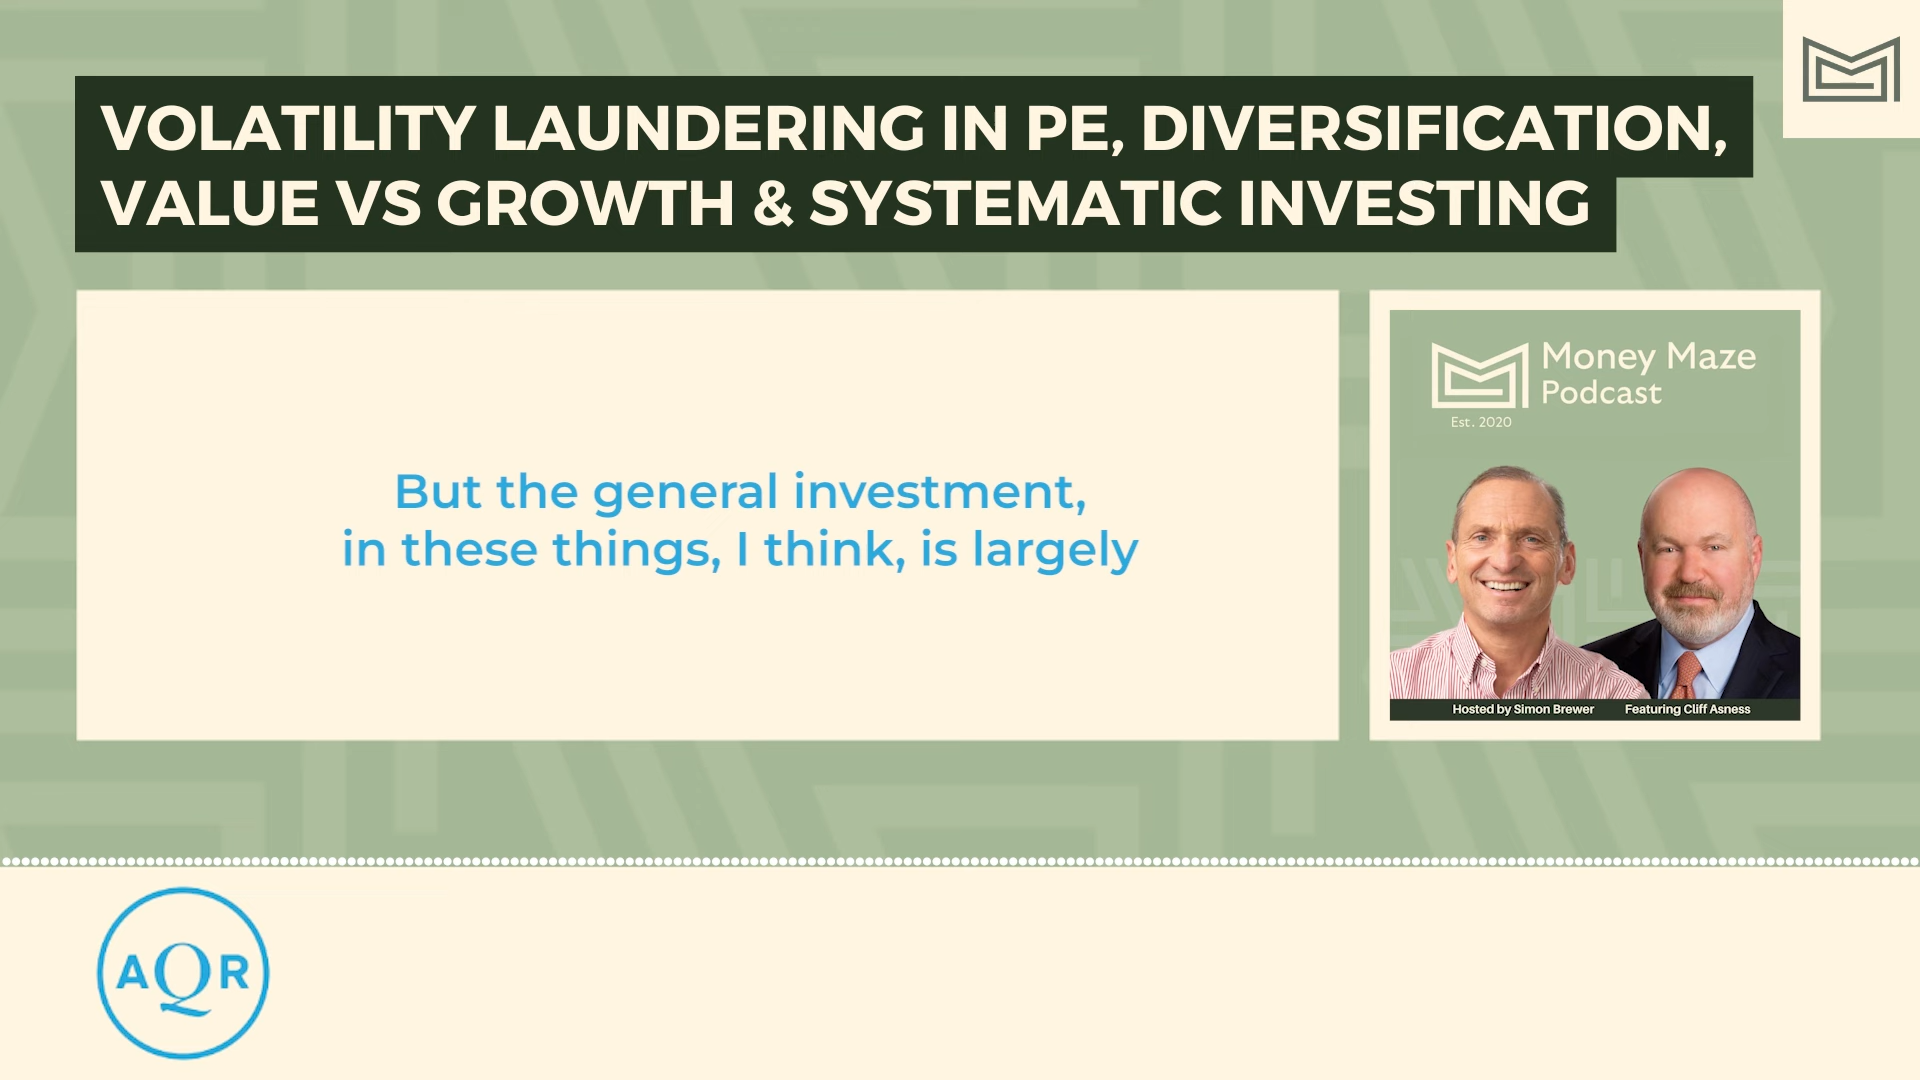 VOLATILITY LAUNDERING IN PE, DIVERSIFICATION,
VALUE VS GROWTH & SYSTEMATIC INVESTING
But the general investment,
in these things, I think, is largely
Money Maze
Podcast
Est. 2020
Hosted by Simon Brewer Featuring Cliff Asness
AQR